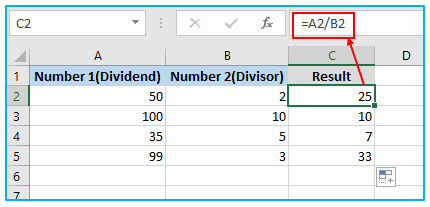 C2 fx =A2/B2
A B C D
1 Number 1(Dividend) Number 2(Divisor) Result
2 50 2 25
3 100 10 10
4 35 5 7
5 99 3 33
6
7